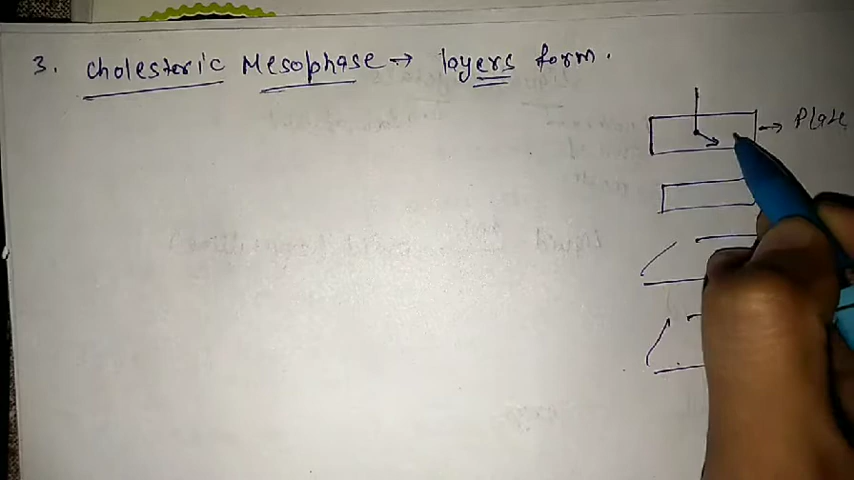 3. Cholesteric Mesophase → layers form.
→ Plate